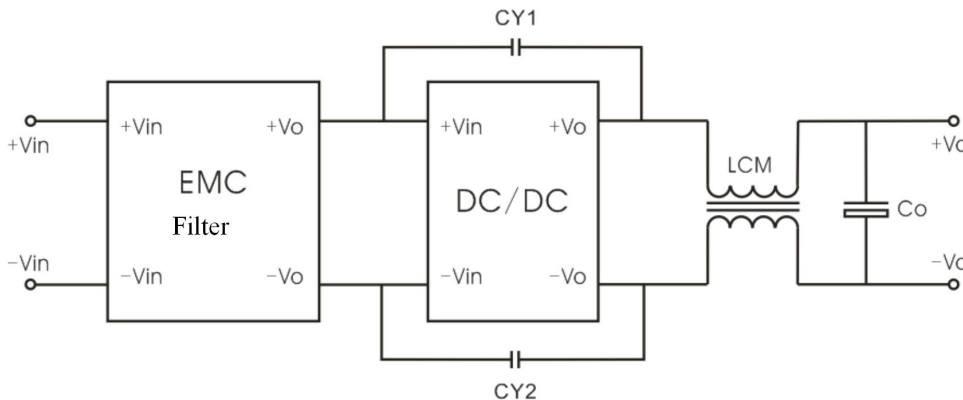 CY1
+Vin
+Vin
+Vo
+Vin
+Vo
+Vo
EMC
Filter
DC/DC
LCM
Co
−Vin
−Vin
−Vo
−Vin
−Vo
−Vo
CY2